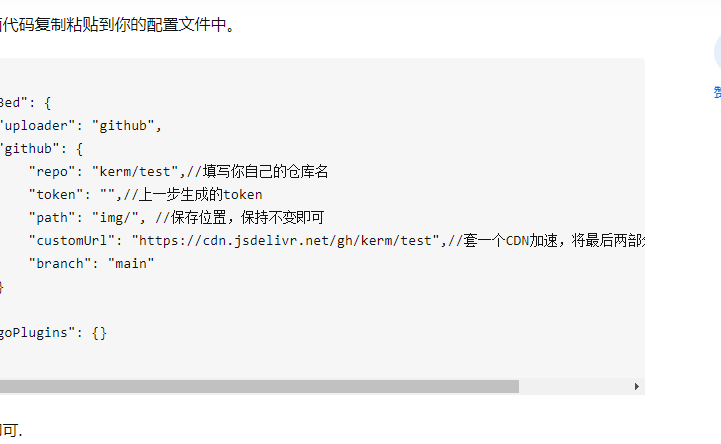 代码复制粘贴到你的配置文件中。
赞
Bed": {
"uploader": "github",
"github": {
"repo": "kerm/test",//填写你自己的仓库名
"token": "",//上一步生成的token
"path": "img/", //保存位置，保持不变即可
"customUrl": "https://cdn.jsdelivr.net/gh/kerm/test",//套一个CDN加速，将最后两部分
"branch": "main"
}
goPlugins": {}
即可.